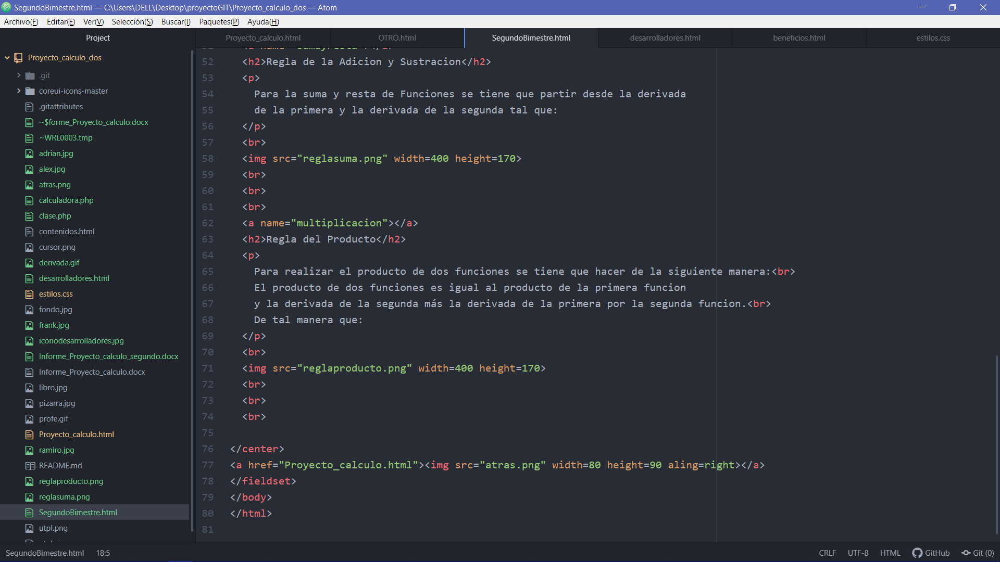 SegundoBimestre.html — C:\Users\DELL\Desktop\proyectoGIT\Proyecto_calculo_dos — Atom
Archivo(F) Editar(E) Ver(V) Selección(S) Buscar(I) Paquetes(P) Ayuda(H)
Project
Proyecto_calculo_dos
.git
coreui-icons-master
.gitattributes
~$forme_Proyecto_calculo.docx
~WRL0003.tmp
adrian.jpg
alex.jpg
atras.png
calculadora.php
clase.php
contenidos.html
cursor.png
derivada.gif
desarrolladores.html
estilos.css
fondo.jpg
frank.jpg
iconodesarrolladores.jpg
Informe_Proyecto_calculo_segundo.docx
Informe_Proyecto_calculo.docx
libro.jpg
pizarra.jpg
profe.gif
Proyecto_calculo.html
ramiro.jpg
README.md
reglaproducto.png
reglasuma.png
SegundoBimestre.html
utpl.png
Proyecto_calculo.html OTRO.html SegundoBimestre.html desarrolladores.html beneficios.html estilos.css
52 <h2>Regla de la Adicion y Sustracion</h2>
53 <p>
54 Para la suma y resta de Funciones se tiene que partir desde la derivada
55 de la primera y la derivada de la segunda tal que:
56 </p>
57 <br>
58 <img src="reglasuma.png" width=400 height=170>
59 <br>
60 <br>
61 <br>
62 <a name="multiplicacion"></a>
63 <h2>Regla del Producto</h2>
64 <p>
65 Para realizar el producto de dos funciones se tiene que hacer de la siguiente manera:<br>
66 El producto de dos funciones es igual al producto de la primera funcion
67 y la derivada de la segunda más la derivada de la primera por la segunda funcion.<br>
68 De tal manera que:
69 </p>
70 <br>
71 <img src="reglaproducto.png" width=400 height=170>
72 <br>
73 <br>
74 <br>
75
76 </center>
77 <a href="Proyecto_calculo.html"><img src="atras.png" width=80 height=90 aling=right></a>
78 </fieldset>
79 </body>
80 </html>
81
SegundoBimestre.html 18:5 CRLF UTF-8 HTML GitHub Git (0)